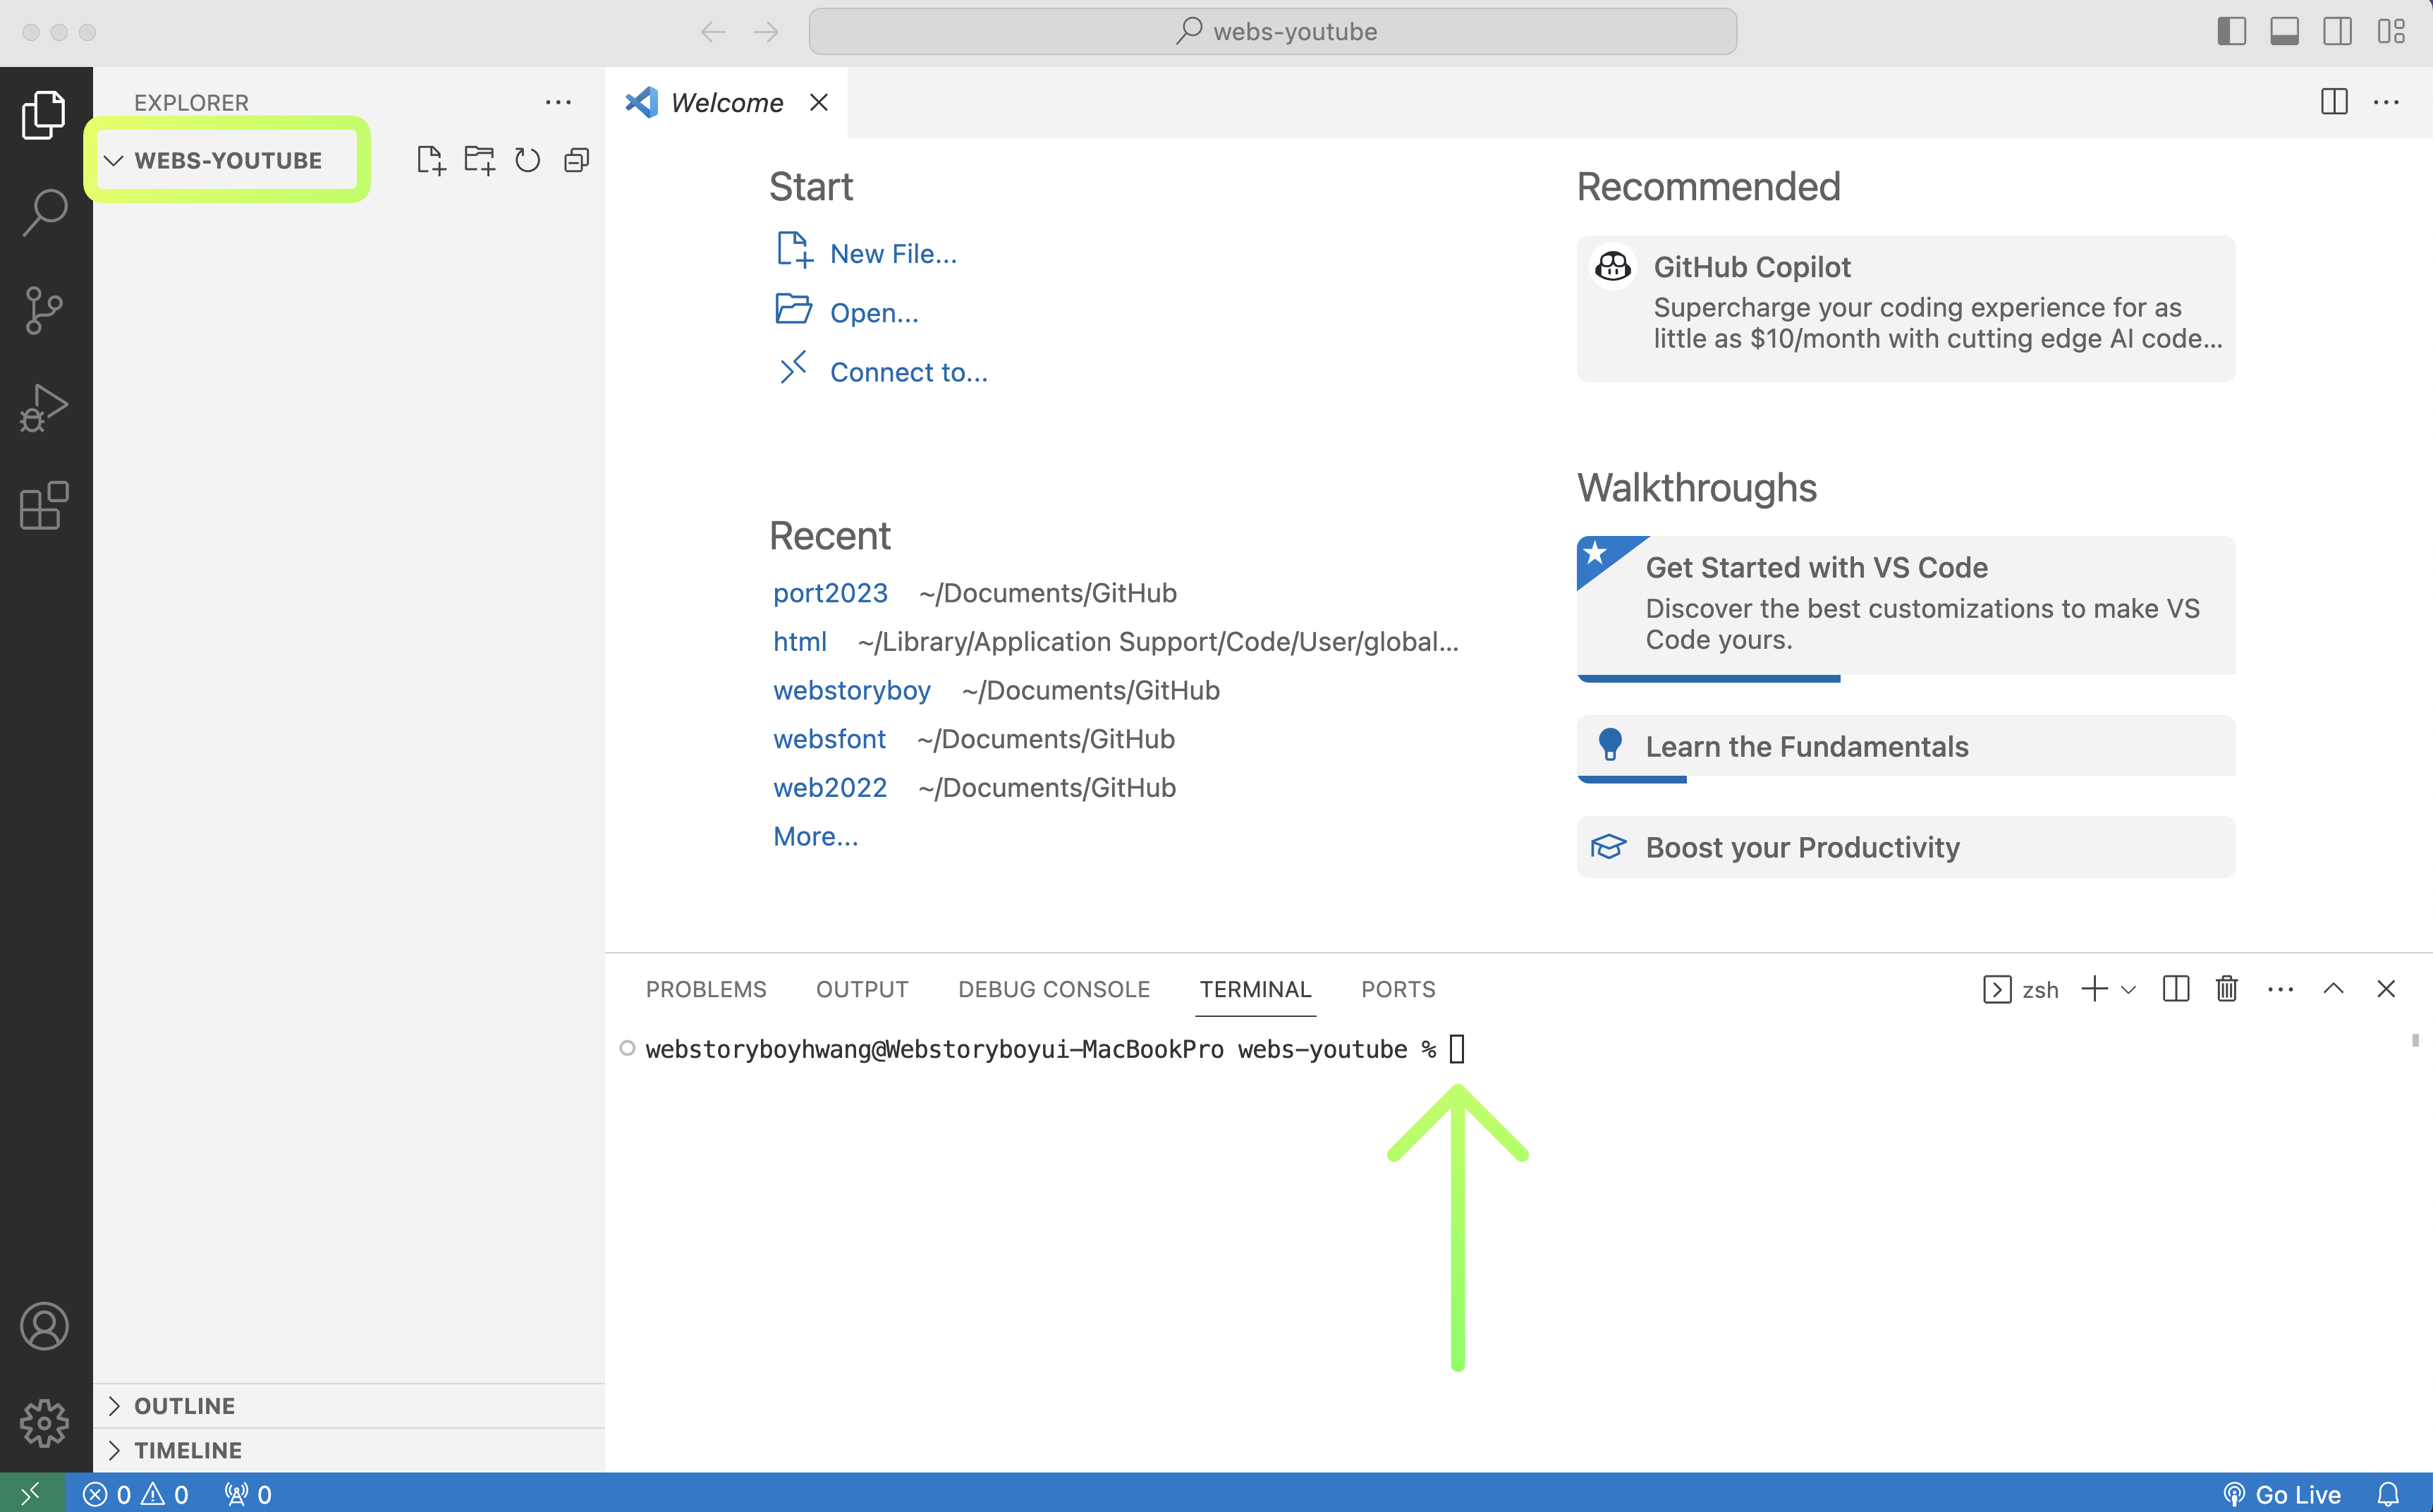 webs-youtube
EXPLORER
WEBS-YOUTUBE
OUTLINE
TIMELINE
Welcome
Start
New File...
Open...
Connect to...
Recent
port2023 ~/Documents/GitHub
html ~/Library/Application Support/Code/User/global...
webstoryboy ~/Documents/GitHub
websfont ~/Documents/GitHub
web2022 ~/Documents/GitHub
More...
Recommended
GitHub Copilot
Supercharge your coding experience for as
little as $10/month with cutting edge AI code...
Walkthroughs
Get Started with VS Code
Discover the best customizations to make VS
Code yours.
Learn the Fundamentals
Boost your Productivity
PROBLEMS OUTPUT DEBUG CONSOLE TERMINAL PORTS
zsh
webstoryboyhwang@Webstoryboyui-MacBookPro webs-youtube %
0 0 0
Go Live